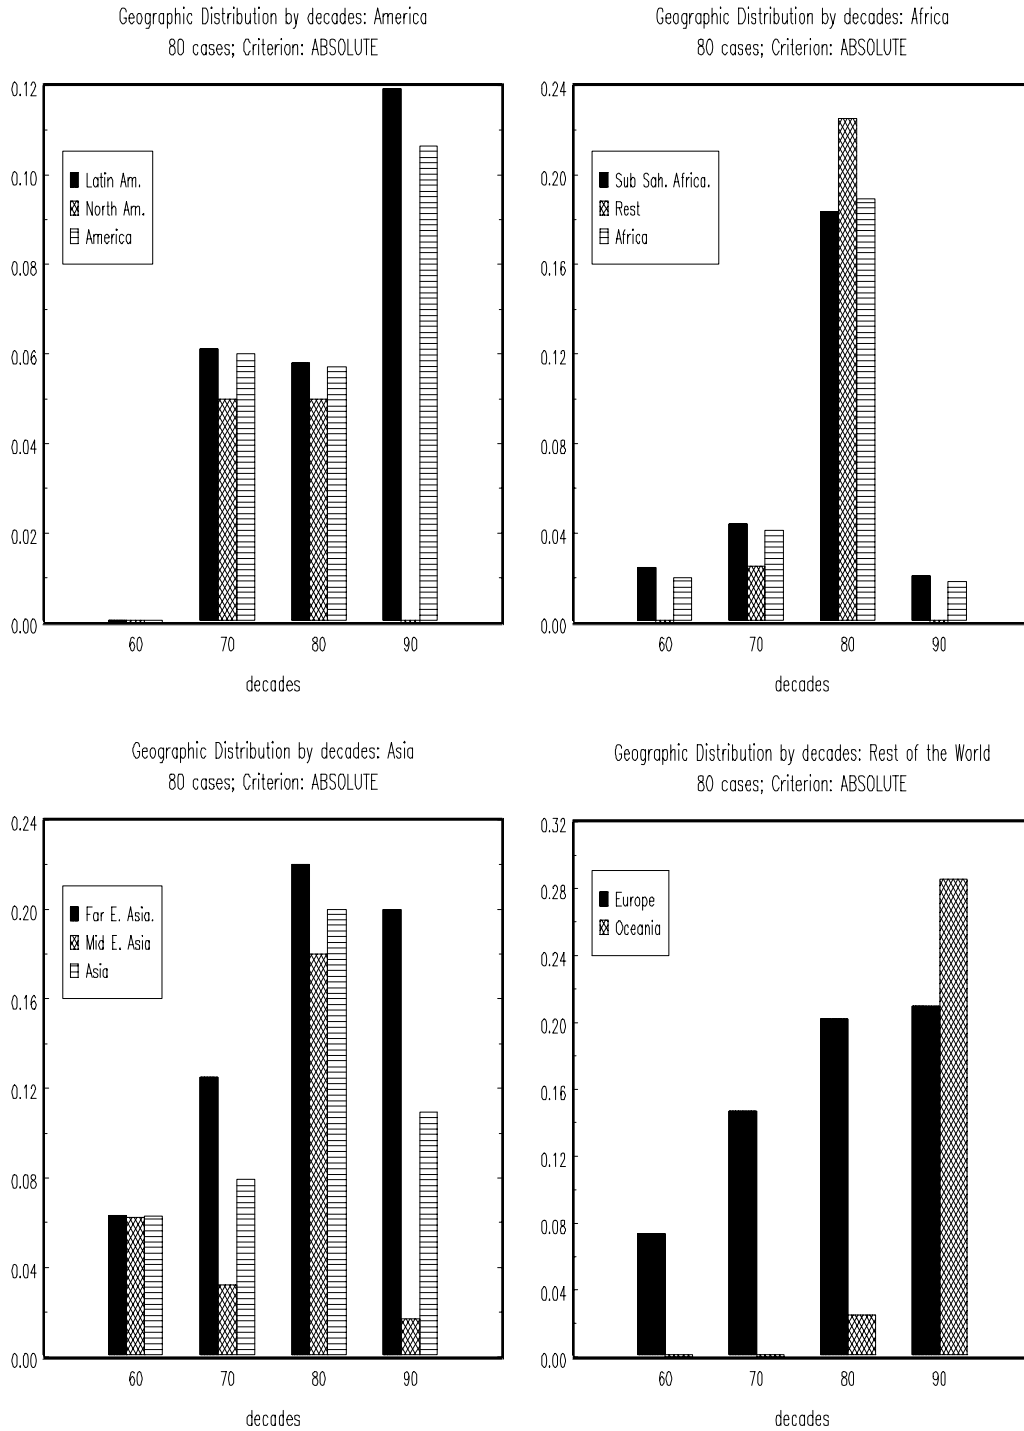 Geographic Distribution by decades: America
80 cases; Criterion: ABSOLUTE
0.12
0.10
0.08
0.06
0.04
0.02
0.00
Latin Am.
North Am.
America
60 70 80 90
decades
Geographic Distribution by decades: Africa
80 cases; Criterion: ABSOLUTE
0.24
0.20
0.16
0.12
0.08
0.04
0.00
Sub Sah. Africa.
Rest
Africa
60 70 80 90
decades
Geographic Distribution by decades: Asia
80 cases; Criterion: ABSOLUTE
0.24
0.20
0.16
0.12
0.08
0.04
0.00
Far E. Asia.
Mid E. Asia
Asia
60 70 80 90
decades
Geographic Distribution by decades: Rest of the World
80 cases; Criterion: ABSOLUTE
0.32
0.28
0.24
0.20
0.16
0.12
0.08
0.04
0.00
Europe
Oceania
60 70 80 90
decades